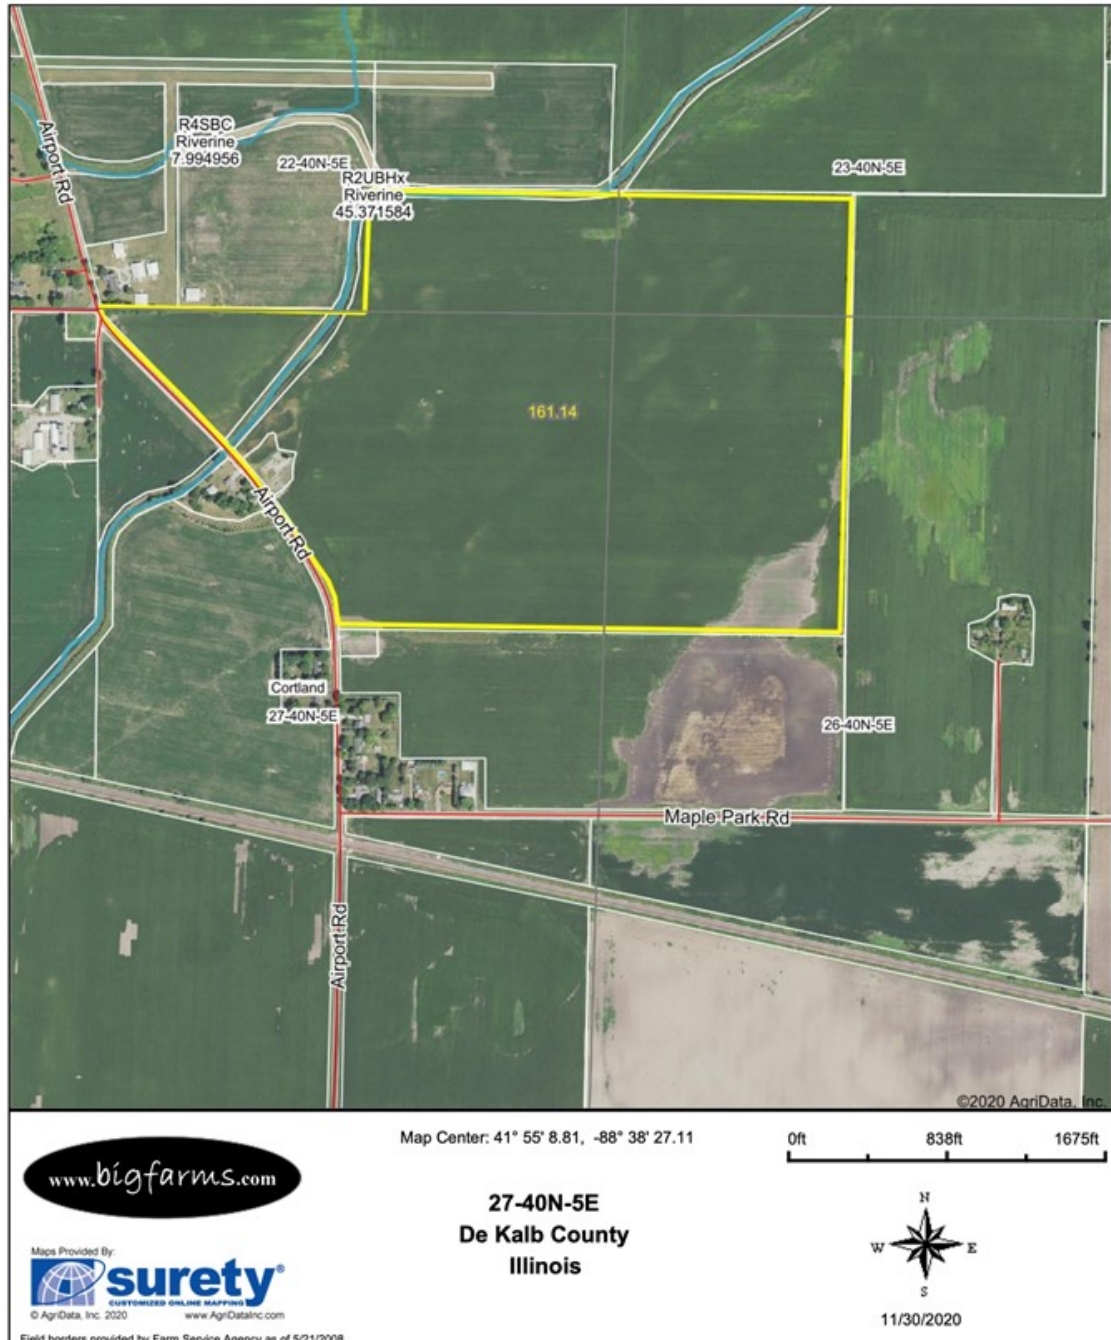 Airport Rd
R4SBC
Riverine
7.994956
22-40N-5E
R2UBHx
Riverine
45.371584
23-40N-5E
161.14
Airport Rd
Cortland
27-40N-5E
26-40N-5E
Maple Park Rd
Airport Rd
©2020 AgriData, Inc.
www.bigfarms.com
Maps Provided By:
surety®
CUSTOMIZED ONLINE MAPPING
© AgriData, Inc. 2020 www.AgriDataInc.com
Field borders provided by Farm Service Agency as of 5/21/2008.
Map Center: 41° 55' 8.81, -88° 38' 27.11
27-40N-5E
De Kalb County
Illinois
0ft 838ft 1675ft
N
W E
S
11/30/2020